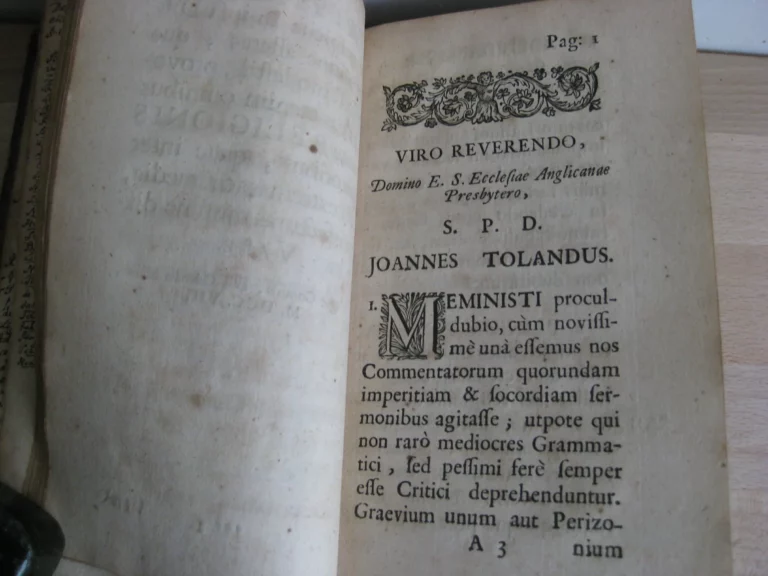 Pag: 1
VIRO REVERENDO,
Domino E. S. Ecclesiae Anglicanae
Presbytero,
S. P. D.
JOANNES TOLANDUS.
1. MEMINISTI procul-
dubio, cùm novissi-
mè unà essemus nos
Commentatorum quorundam
imperitiam & socordiam ser-
monibus agitasse ; utpote qui
non rarò mediocres Gramma-
tici , sed pessimi ferè semper
esse Critici deprehenduntur.
Graevium unum aut Perizo-
A 3 nium